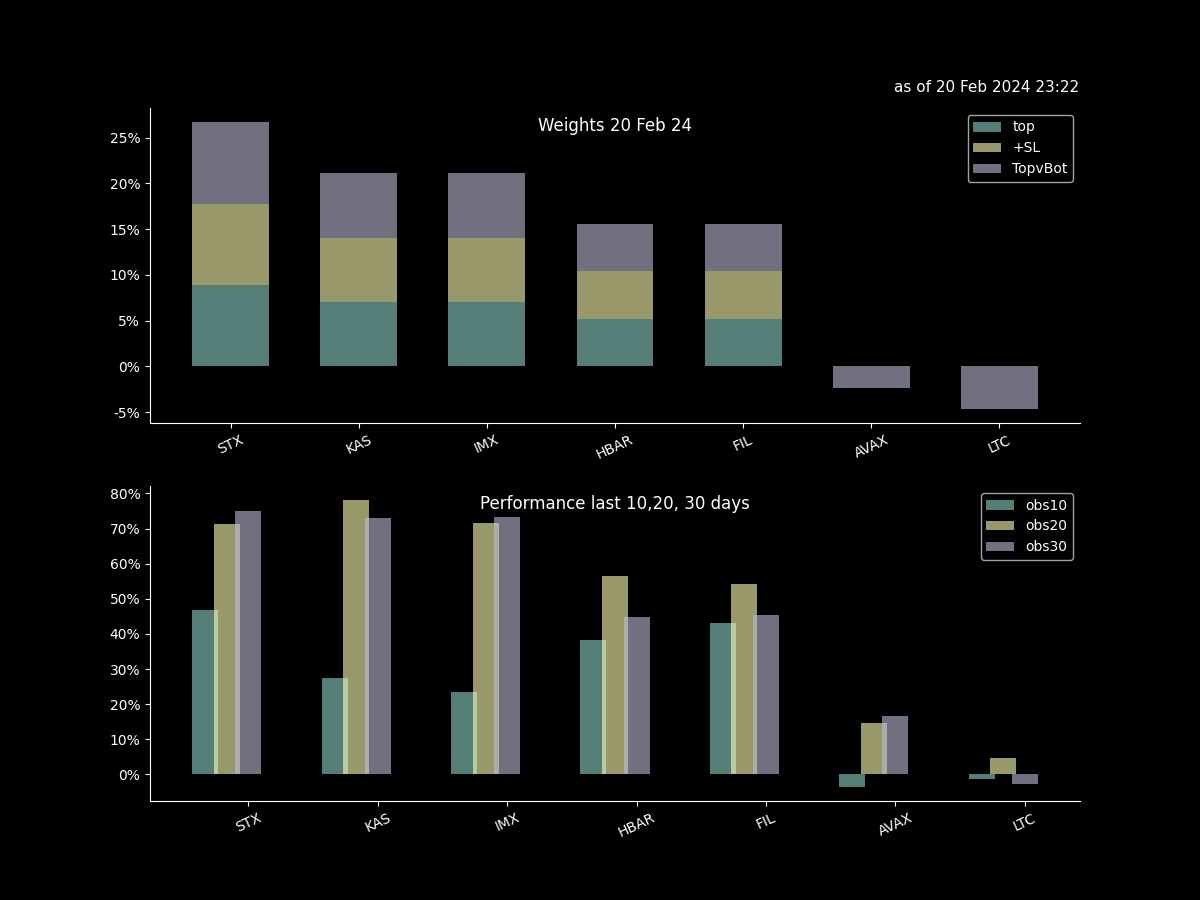 as of 20 Feb 2024 23:22
Weights 20 Feb 24
top
+SL
TopvBot
25%
20%
15%
10%
5%
0%
-5%
STX KAS IMX HBAR FIL AVAX LTC
Performance last 10,20, 30 days
obs10
obs20
obs30
80%
70%
60%
50%
40%
30%
20%
10%
0%
STX KAS IMX HBAR FIL AVAX LTC